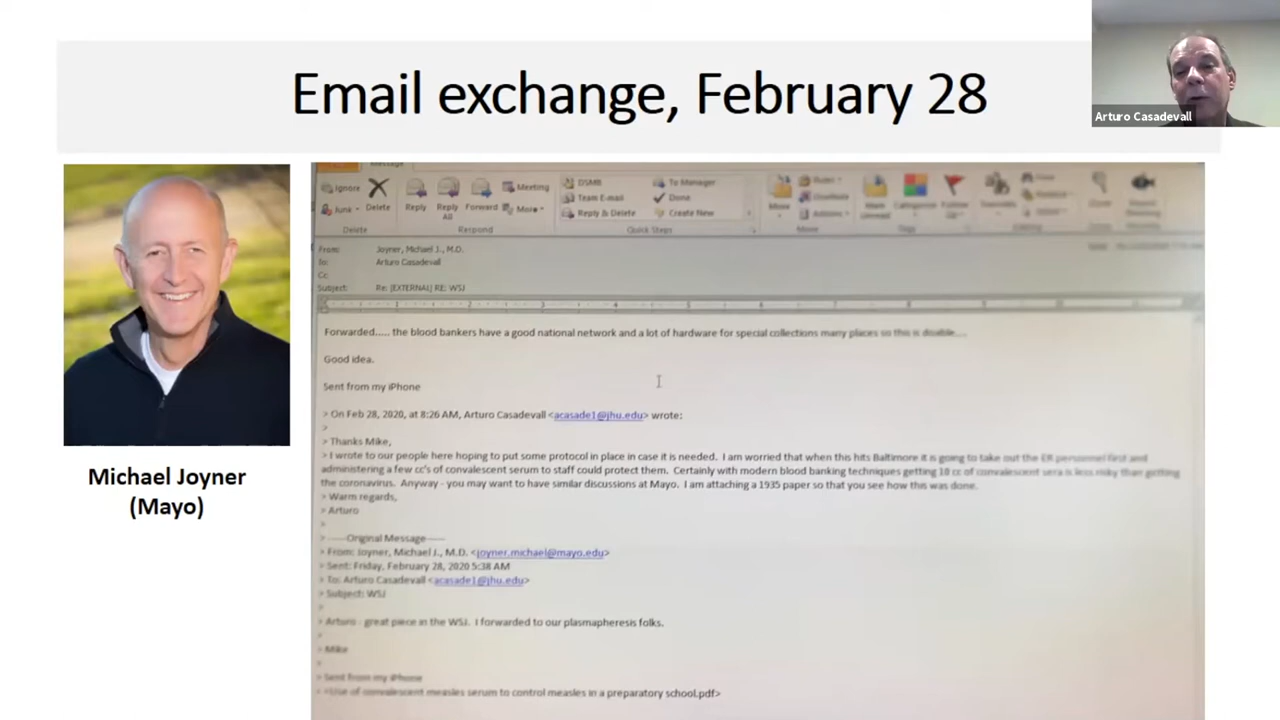 Email exchange, February 28
Arturo Casadevall
Michael Joyner
(Mayo)
Message
Ignore
Junk
Delete
Reply
Reply
All
Forward
Meeting
More
DSMB
Team E-mail
Reply & Delete
To Manager
Done
Create New
Rules
Delete
Respond
Quick Steps
Move
From: Joyner, Michael J., M.D.
To: Arturo Casadevall
Cc:
Subject: Re: [EXTERNAL] RE: WSJ
Forwarded..... the blood bankers have a good national network and a lot of hardware for special collections many places so this is doable....
Good idea.
Sent from my iPhone
> On Feb 28, 2020, at 8:26 AM, Arturo Casadevall <acasade1@jhu.edu> wrote:
>
> Thanks Mike,
> I wrote to our people here hoping to put some protocol in place in case it is needed. I am worried that when this hits Baltimore it is going to take out the ER personnel first and
administering a few cc's of convalescent serum to staff could protect them. Certainly with modern blood banking techniques getting 10 cc of convalescent sera is less risky than getting
the coronavirus. Anyway - you may want to have similar discussions at Mayo. I am attaching a 1935 paper so that you see how this was done.
> Warm regards,
> Arturo
>
> -----Original Message-----
> From: Joyner, Michael J., M.D. <joyner.michael@mayo.edu>
> Sent: Friday, February 28, 2020 5:38 AM
> To: Arturo Casadevall <acasade1@jhu.edu>
> Subject: WSJ
>
> Arturo - great piece in the WSJ. I forwarded to our plasmapheresis folks.
>
> Mike
>
> Sent from my iPhone
> <Use of convalescent measles serum to control measles in a preparatory school.pdf>